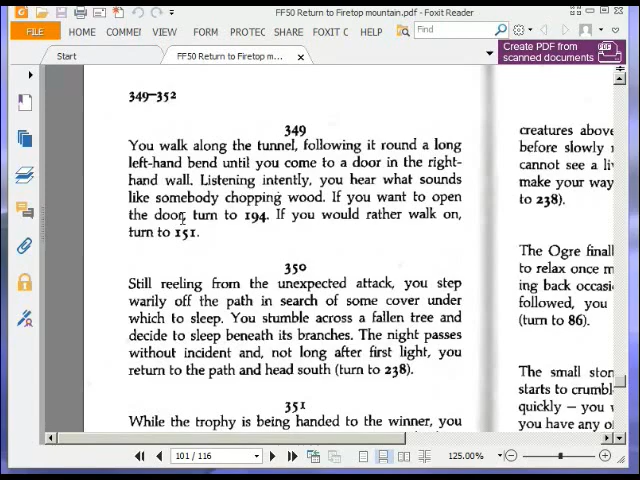 FF50 Return to Firetop mountain.pdf - Foxit Reader
FILE HOME COMMEI VIEW FORM PROTEC SHARE FOXIT C HELP Find
Start FF50 Return to Firetop m...
Create PDF from
scanned documents
349–352
349
You walk along the tunnel, following it round a long
left-hand bend until you come to a door in the right-
hand wall. Listening intently, you hear what sounds
like somebody chopping wood. If you want to open
the door, turn to 194. If you would rather walk on,
turn to 151.
350
Still reeling from the unexpected attack, you step
warily off the path in search of some cover under
which to sleep. You stumble across a fallen tree and
decide to sleep beneath its branches. The night passes
without incident and, not long after first light, you
return to the path and head south (turn to 238).
351
While the trophy is being handed to the winner, you
creatures above
before slowly
cannot see a li
make your way
to 238).
The Ogre final
to relax once m
ing back occasi
followed, you
(turn to 86).
The small ston
starts to crumbl
quickly – you
you have any o
101 / 116
125.00%